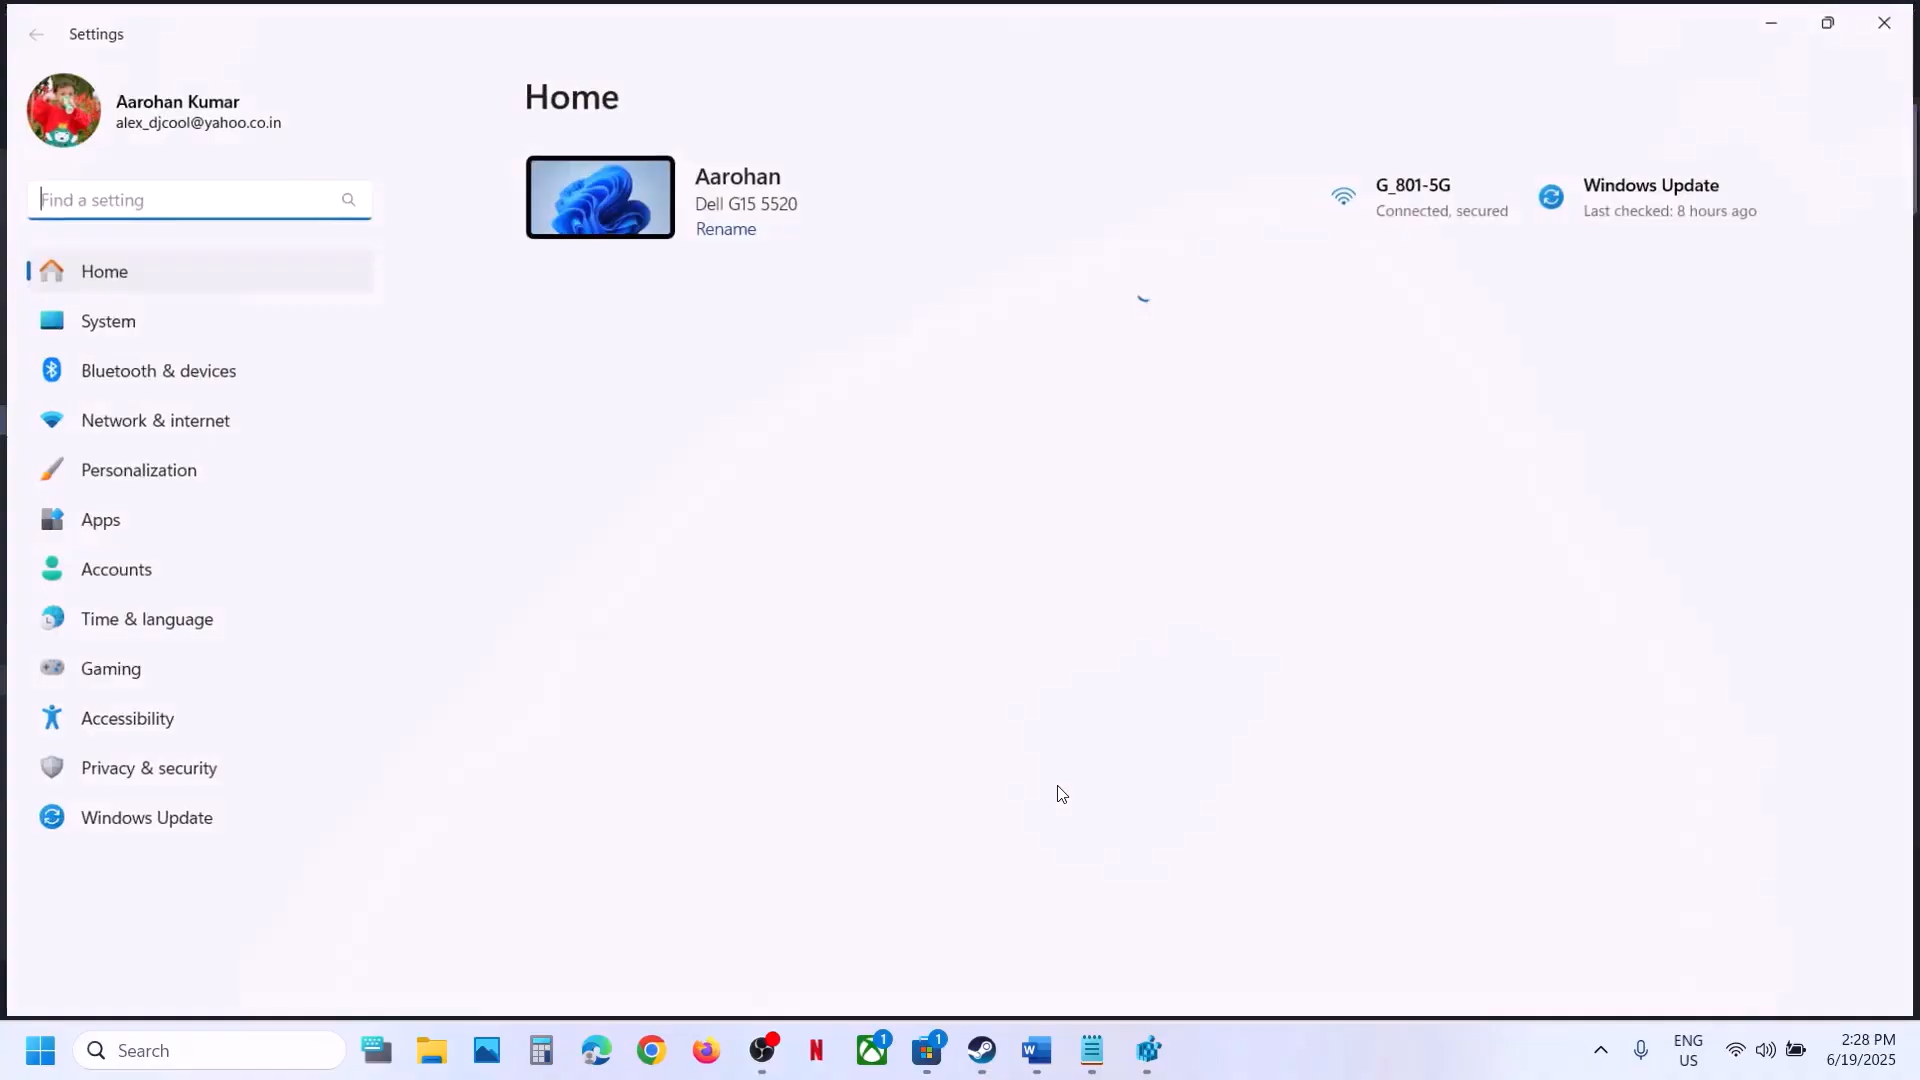 Settings
Aarohan Kumar
alex_djcool@yahoo.co.in
Find a setting
Home
System
Bluetooth & devices
Network & internet
Personalization
Apps
Accounts
Time & language
Gaming
Accessibility
Privacy & security
Windows Update
Home
Aarohan
Dell G15 5520
Rename
G_801-5G
Connected, secured
Windows Update
Last checked: 8 hours ago
Search
1
1
ENG
US
2:28 PM
6/19/2025